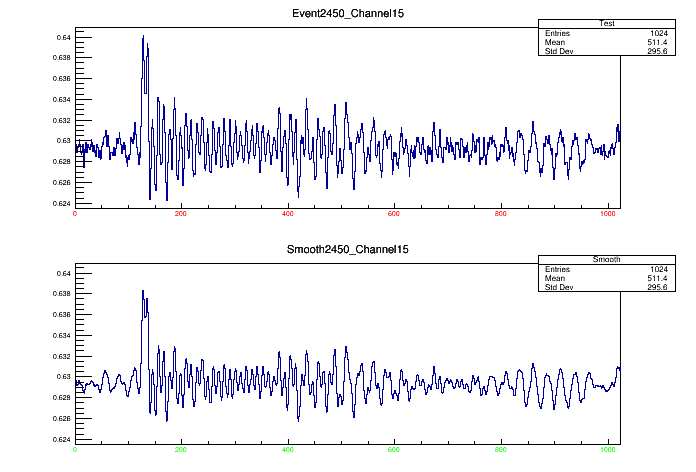 Event2450_Channel15
Test
Entries 1024
Mean 511.4
Std Dev 295.6
0.64
0.638
0.636
0.634
0.632
0.63
0.628
0.626
0.624
0 200 400 600 800 1000
Smooth2450_Channel15
Smooth
Entries 1024
Mean 511.4
Std Dev 295.6
0.64
0.638
0.636
0.634
0.632
0.63
0.628
0.626
0.624
0 200 400 600 800 1000